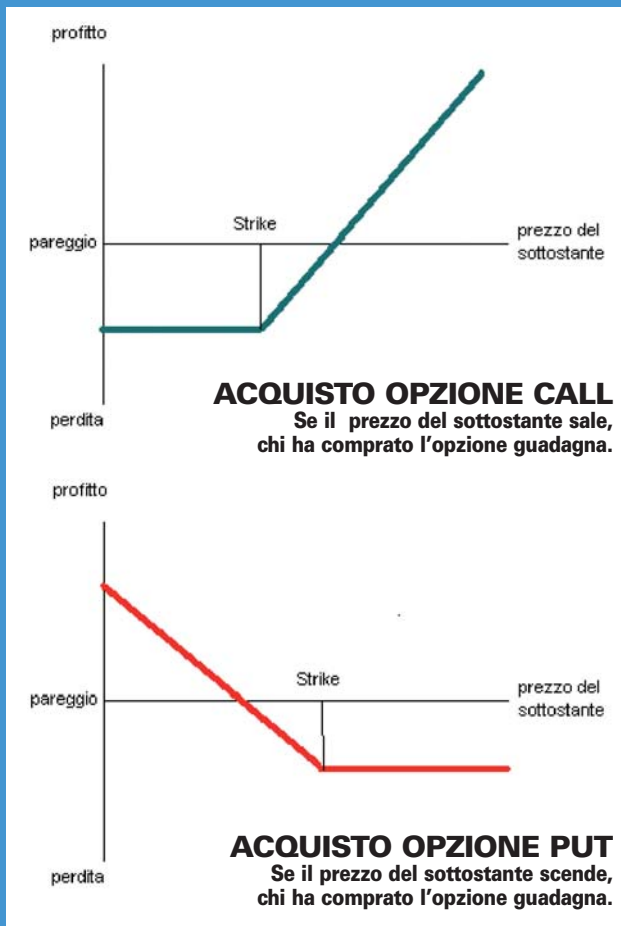 profitto
Strike
pareggio
prezzo del
sottostante
ACQUISTO OPZIONE CALL
perdita
Se il prezzo del sottostante sale,
chi ha comprato l'opzione guadagna.
profitto
Strike
pareggio
prezzo del
sottostante
ACQUISTO OPZIONE PUT
perdita
Se il prezzo del sottostante scende,
chi ha comprato l'opzione guadagna.